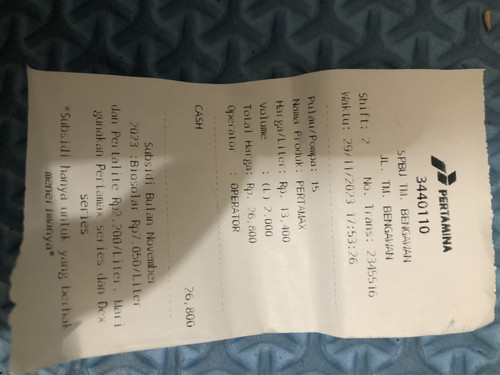 PERTAMINA
3440110
SPBU TM. BENGAWAN
JL. TM. BENGAWAN
Shift: 2 No. Trans: 2345516
Waktu: 29/11/2023 17:53:26
Pulau/Pompa: 15
Nama Produk: PERTAMAX
Harga/Liter: Rp. 13,400
Volume : (L) 2.000
Total Harga: Rp. 26,800
Operator : OPERATOR
CASH 26,800
Subsidi Bulan November
2023 :Biosolar Rp7.050/Liter
dan Pertalite Rp2.200/Liter. Mari
gunakan Pertamax series dan Dex
series
*Subsidi hanya untuk yang berhak
menerimanya*